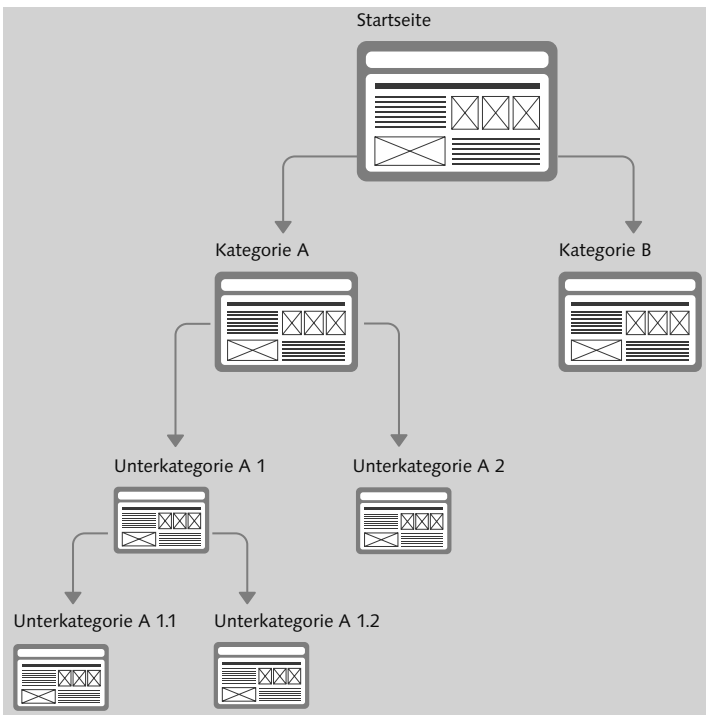 Startseite
Kategorie A
Kategorie B
Unterkategorie A 1
Unterkategorie A 2
Unterkategorie A 1.1
Unterkategorie A 1.2